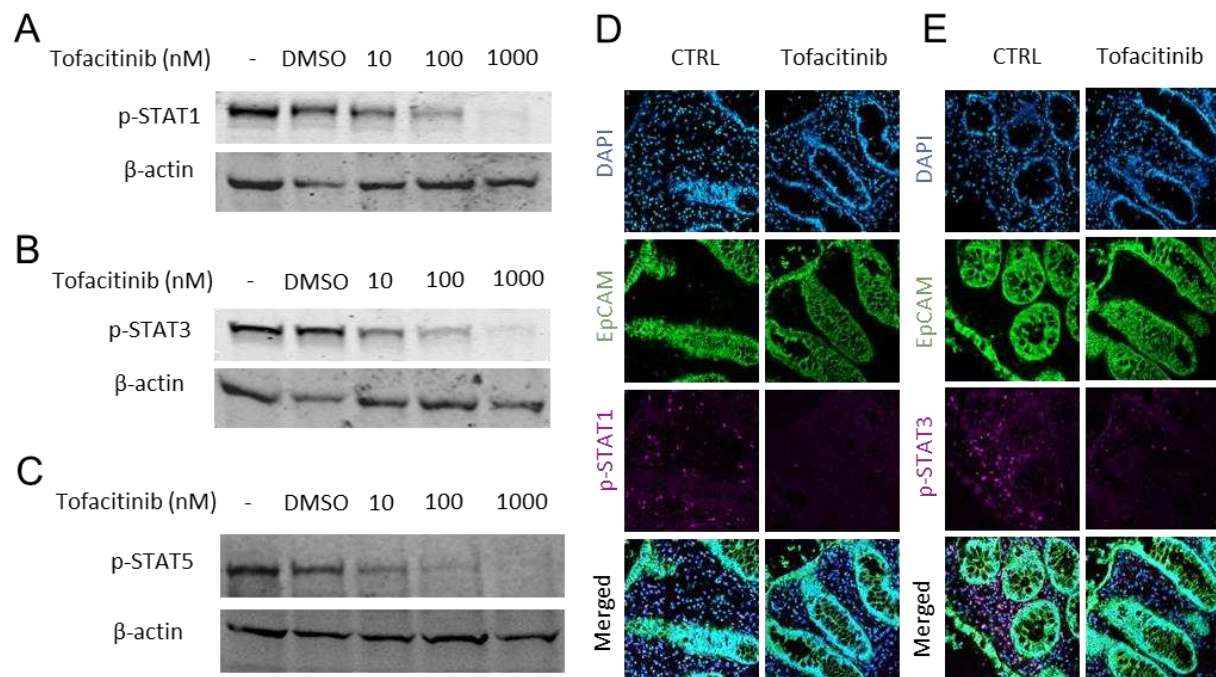 A
Tofacitinib (nM) - DMSO 10 100 1000
p-STAT1
β-actin
B
Tofacitinib (nM) - DMSO 10 100 1000
p-STAT3
β-actin
C
Tofacitinib (nM) - DMSO 10 100 1000
p-STAT5
β-actin
D
CTRL Tofacitinib
DAPI
EpCAM
p-STAT1
Merged
E
CTRL Tofacitinib
DAPI
EpCAM
p-STAT3
Merged